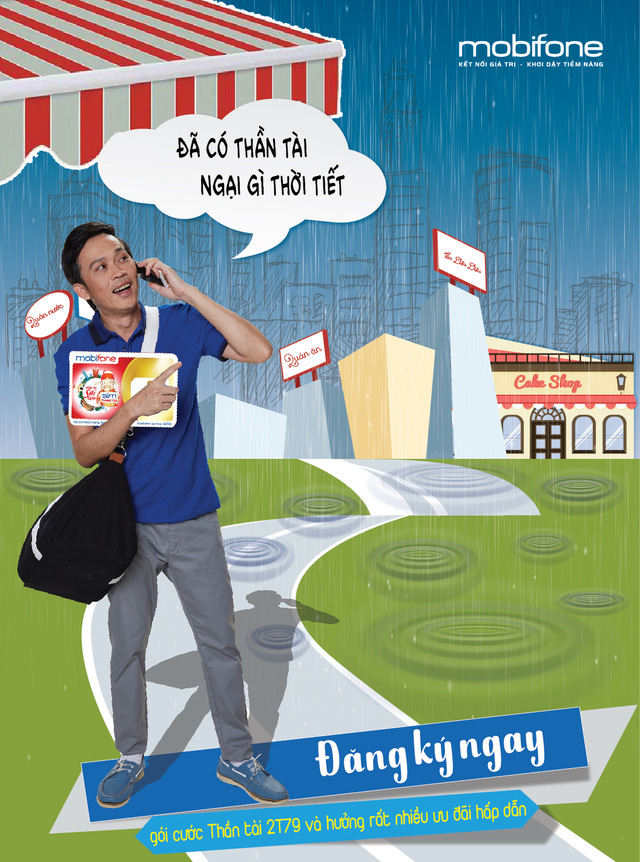 mobifone
KẾT NỐI GIÁ TRỊ - KHƠI DẬY TIỀM NĂNG
ĐÃ CÓ THẦN TÀI
NGẠI GÌ THỜI TIẾT
Quán nước
Quán ăn
Cake Shop
mobifone
Sim
Đăng ký ngay
gói cước Thần tài 2T79 và hưởng rất nhiều ưu đãi hấp dẫn